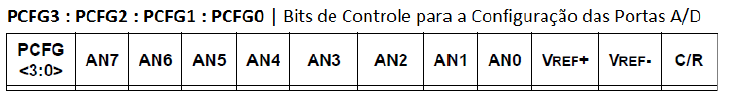 PCFG3 : PCFG2 : PCFG1 : PCFG0 | Bits de Controle para a Configuração das Portas A/D
PCFG <3:0> AN7 AN6 AN5 AN4 AN3 AN2 AN1 AN0 VREF+ VREF- C/R